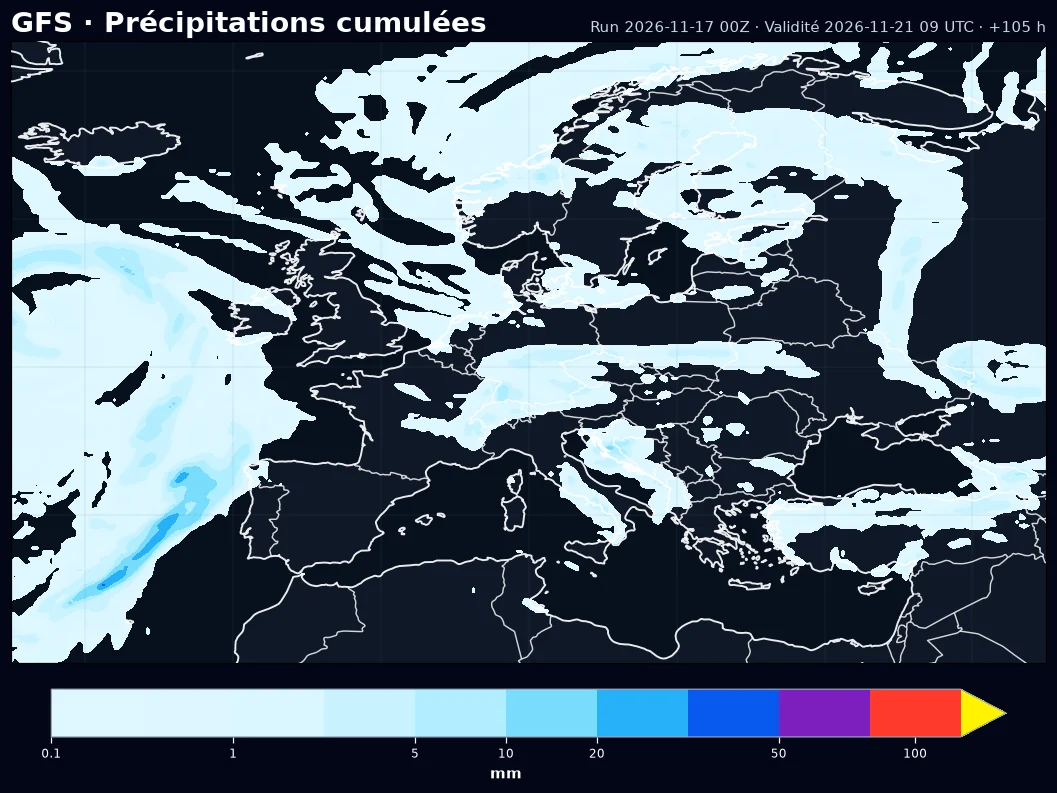 GFS · Précipitations cumulées
Run 2026-11-17 00Z · Validité 2026-11-21 09 UTC · +105 h
0.1 1 5 10 20 50 100
mm